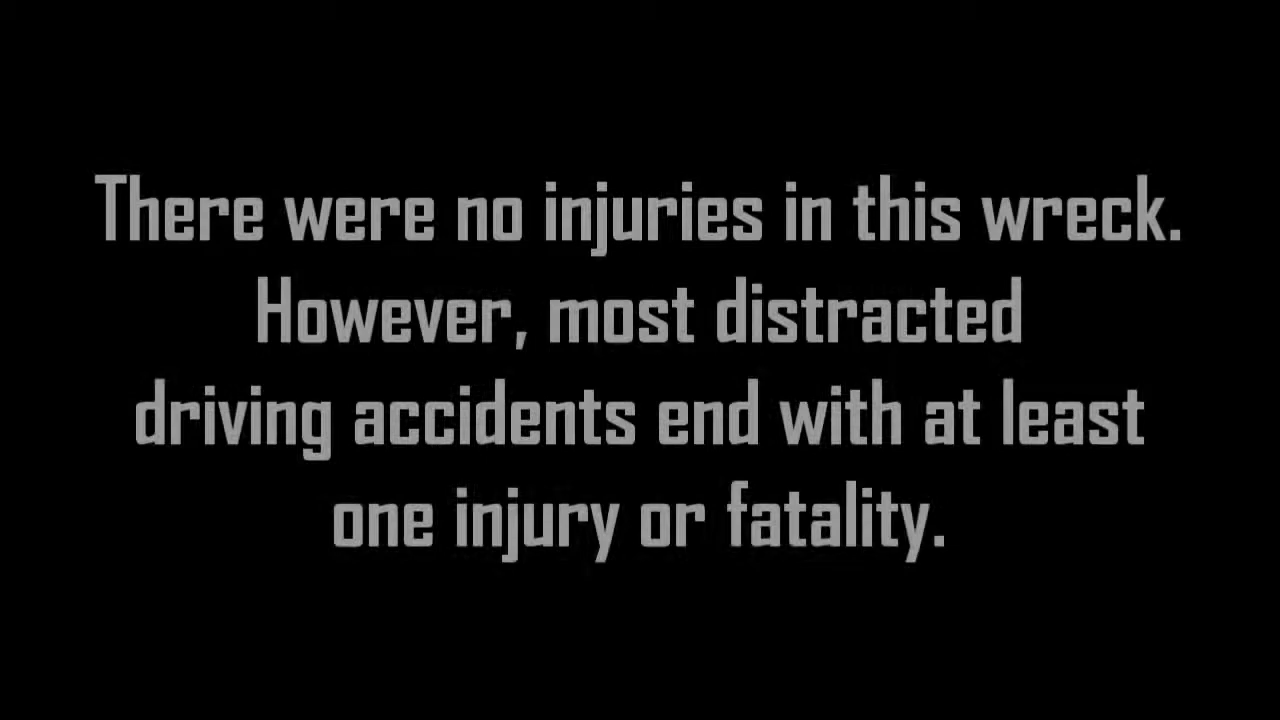 There were no injuries in this wreck.
However, most distracted
driving accidents end with at least
one injury or fatality.